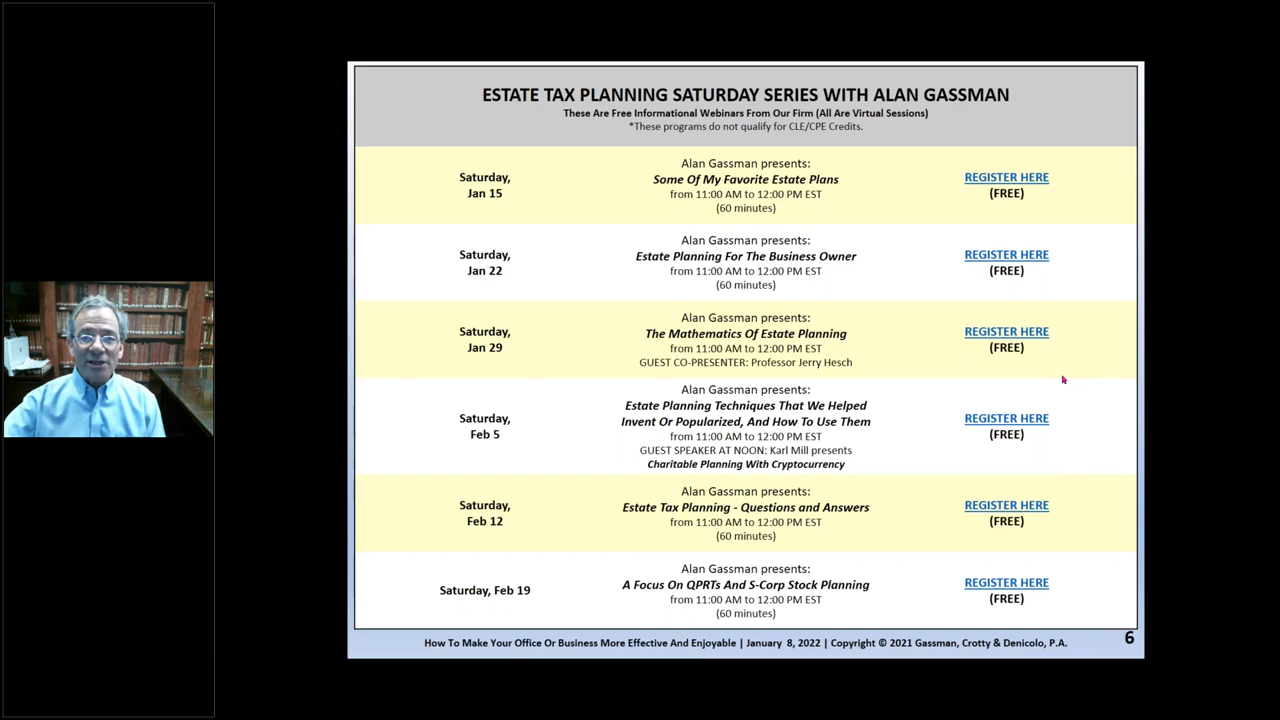 ESTATE TAX PLANNING SATURDAY SERIES WITH ALAN GASSMAN
These Are Free Informational Webinars From Our Firm (All Are Virtual Sessions)
*These programs do not qualify for CLE/CPE Credits.
Saturday,
Jan 15
Alan Gassman presents:
Some Of My Favorite Estate Plans
from 11:00 AM to 12:00 PM EST
(60 minutes)
REGISTER HERE
(FREE)
Saturday,
Jan 22
Alan Gassman presents:
Estate Planning For The Business Owner
from 11:00 AM to 12:00 PM EST
(60 minutes)
REGISTER HERE
(FREE)
Saturday,
Jan 29
Alan Gassman presents:
The Mathematics Of Estate Planning
from 11:00 AM to 12:00 PM EST
GUEST CO-PRESENTER: Professor Jerry Hesch
REGISTER HERE
(FREE)
Saturday,
Feb 5
Alan Gassman presents:
Estate Planning Techniques That We Helped
Invent Or Popularized, And How To Use Them
from 11:00 AM to 12:00 PM EST
GUEST SPEAKER AT NOON: Karl Mill presents
Charitable Planning With Cryptocurrency
REGISTER HERE
(FREE)
Saturday,
Feb 12
Alan Gassman presents:
Estate Tax Planning - Questions and Answers
from 11:00 AM to 12:00 PM EST
(60 minutes)
REGISTER HERE
(FREE)
Saturday, Feb 19
Alan Gassman presents:
A Focus On QPRTs And S-Corp Stock Planning
from 11:00 AM to 12:00 PM EST
(60 minutes)
REGISTER HERE
(FREE)
How To Make Your Office Or Business More Effective And Enjoyable | January 8, 2022 | Copyright © 2021 Gassman, Crotty & Denicolo, P.A.
6